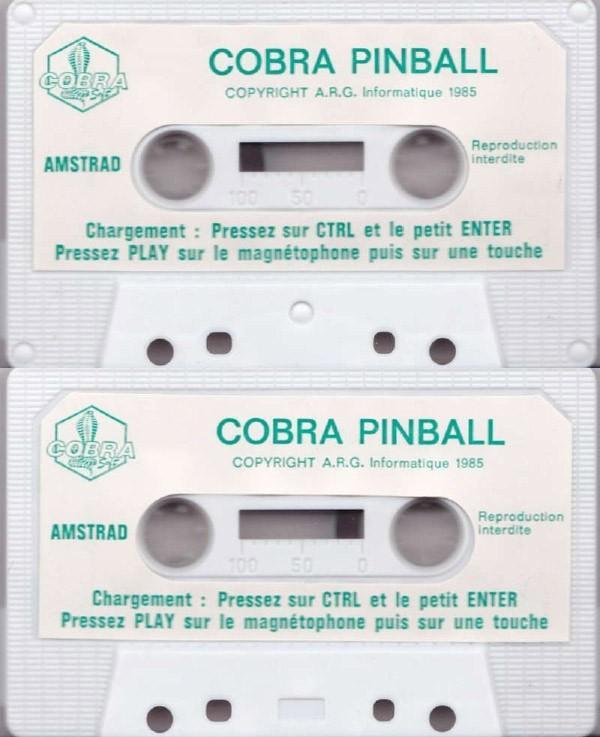 COBRA PINBALL
COBRA
COPYRIGHT A.R.G. Informatique 1985
AMSTRAD
Reproduction
interdite
100 50 0
Chargement : Pressez sur CTRL et le petit ENTER
Pressez PLAY sur le magnétophone puis sur une touche
COBRA PINBALL
COBRA
COPYRIGHT A.R.G. Informatique 1985
AMSTRAD
Reproduction
interdite
100 50 0
Chargement : Pressez sur CTRL et le petit ENTER
Pressez PLAY sur le magnétophone puis sur une touche